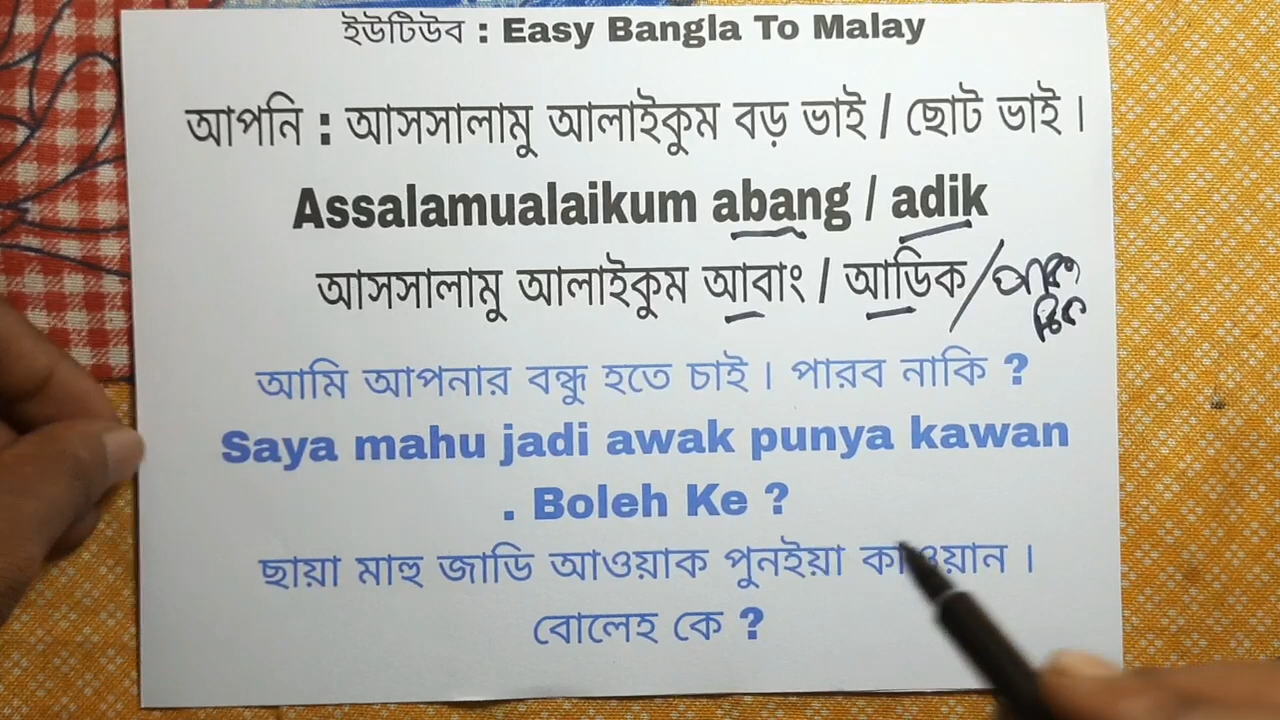 ইউটিউব : Easy Bangla To Malay
আপনি : আসসালামু আলাইকুম বড় ভাই / ছোট ভাই ।
Assalamualaikum abang / adik
আসসালামু আলাইকুম আবাং / আডিক /
আমি আপনার বন্ধু হতে চাই । পারব নাকি ?
Saya mahu jadi awak punya kawan
. Boleh Ke ?
ছায়া মাহু জাডি আওয়াক পুনইয়া কাওয়ান ।
বোলেহ কে ?